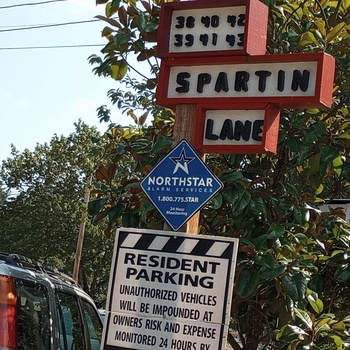 38 40 42
39 41 43
SPARTIN
LANE
NORTHSTAR
ALARM SERVICES
1.800.775.STAR
24 Hour
Monitoring
RESIDENT
PARKING
UNAUTHORIZED VEHICLES
WILL BE IMPOUNDED AT
OWNERS RISK AND EXPENSE
MONITORED 24 HOURS BY